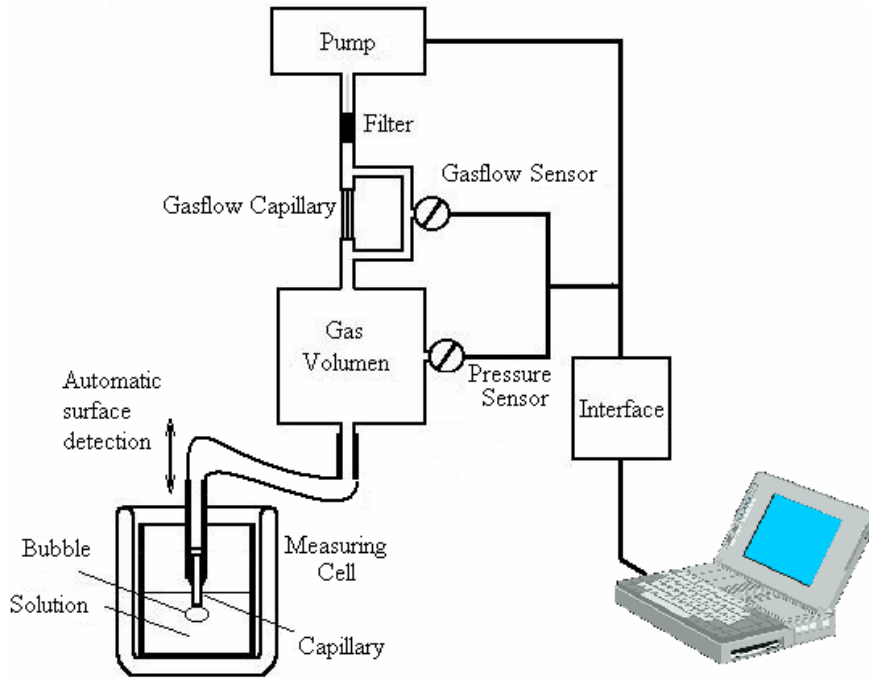 Pump
Filter
Gasflow Sensor
Gasflow Capillary
Gas
Volumen
Pressure
Sensor
Interface
Automatic
surface
detection
Measuring
Cell
Bubble
Solution
Capillary